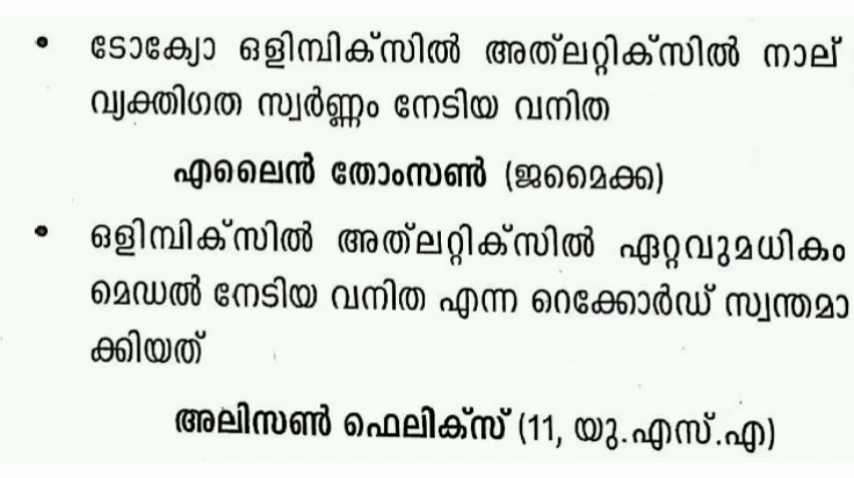 • ടോക്യോ ഒളിമ്പിക്സിൽ അത്‌ലറ്റിക്സിൽ നാല്
വ്യക്തിഗത സ്വർണ്ണം നേടിയ വനിത
എലൈൻ തോംസൺ (ജമൈക്ക)
• ഒളിമ്പിക്സിൽ അത്‌ലറ്റിക്സിൽ ഏറ്റവുമധികം
മെഡൽ നേടിയ വനിത എന്ന റെക്കോർഡ് സ്വന്തമാ
ക്കിയത്
അലിസൺ ഫെലിക്സ് (11, യു.എസ്.എ)